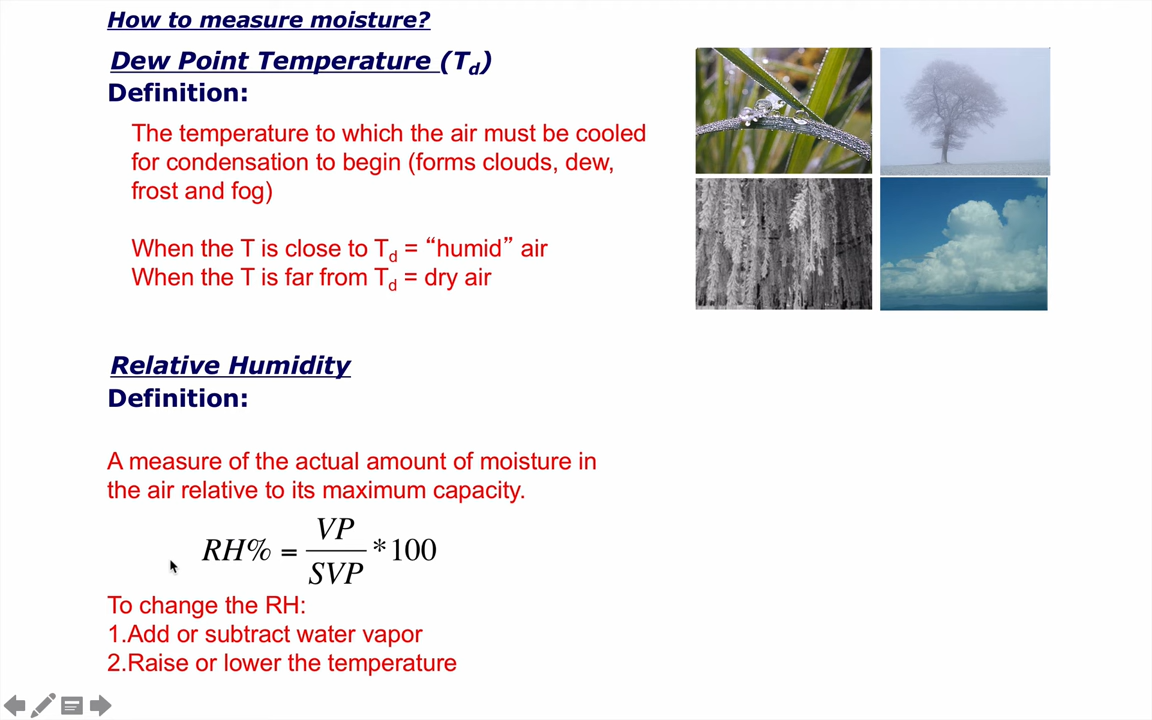 How to measure moisture?
Dew Point Temperature (Td)
Definition:
The temperature to which the air must be cooled
for condensation to begin (forms clouds, dew,
frost and fog)
When the T is close to Td = “humid” air
When the T is far from Td = dry air
Relative Humidity
Definition:
A measure of the actual amount of moisture in
the air relative to its maximum capacity.
RH% = VP/SVP *100
To change the RH:
1.Add or subtract water vapor
2.Raise or lower the temperature